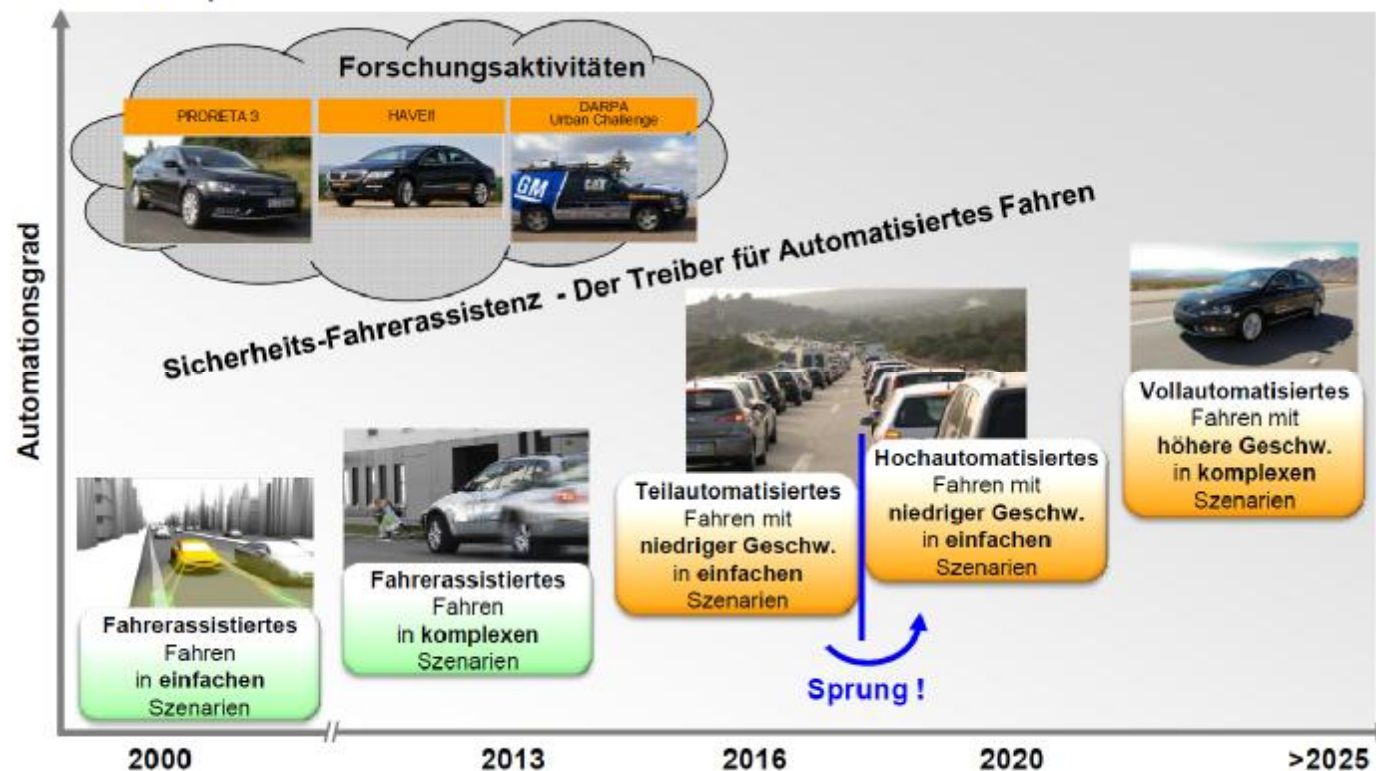 Automationsgrad
Forschungsaktivitäten
PRORETA 3
HAVEit
DARPA
Urban Challenge
GM
Sicherheits-Fahrerassistenz - Der Treiber für Automatisiertes Fahren
Fahrerassistiertes
Fahren
in einfachen
Szenarien
Fahrerassistiertes
Fahren
in komplexen
Szenarien
Teilautomatisiertes
Fahren mit
niedriger Geschw.
in einfachen
Szenarien
Hochautomatisiertes
Fahren mit
niedriger Geschw.
in einfachen
Szenarien
Vollautomatisiertes
Fahren mit
höhere Geschw.
in komplexen
Szenarien
Sprung !
2000
2013
2016
2020
>2025